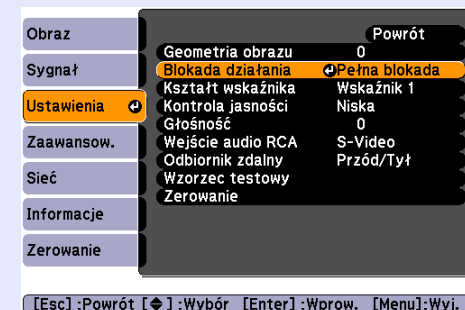 Obraz
Sygnał
Ustawienia
Zaawansow.
Sieć
Informacje
Zerowanie
Powrót
Geometria obrazu 0
Blokada działania Pełna blokada
Kształt wskaźnika Wskaźnik 1
Kontrola jasności Niska
Głośność 0
Wejście audio RCA S-Video
Odbiornik zdalny Przód/Tył
Wzorzec testowy
Zerowanie
[Esc] :Powrót [◆] :Wybór [Enter] :Wprow. [Menu]:Wyj.